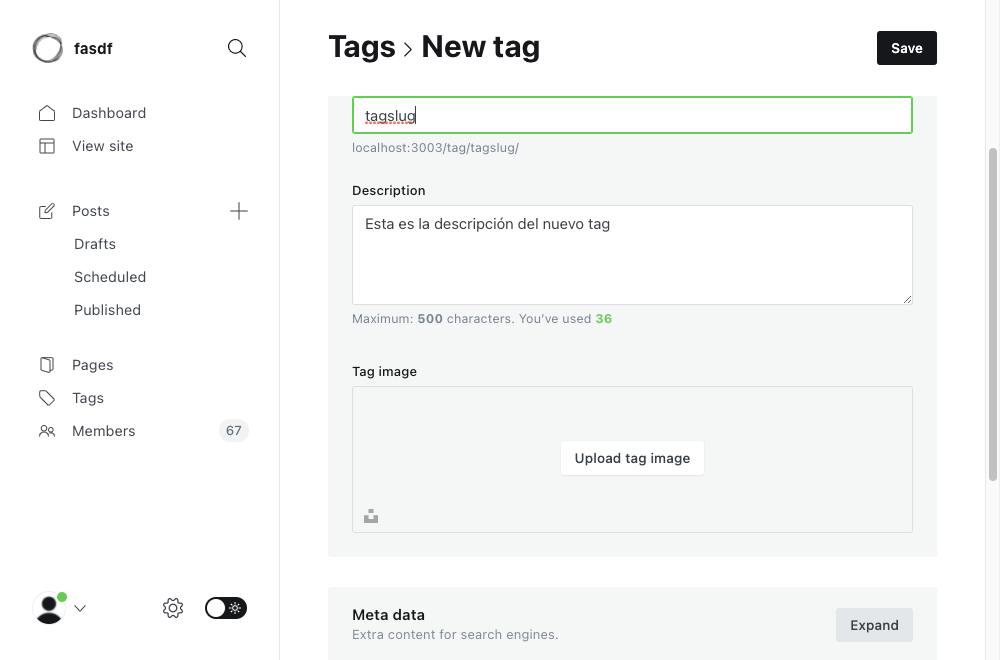 fasdf
Dashboard
View site
Posts
Drafts
Scheduled
Published
Pages
Tags
Members 67
Tags New tag
Save
tagslug
localhost:3003/tag/tagslug/
Description
Esta es la descripción del nuevo tag
Maximum: 500 characters. You've used 36
Tag image
Upload tag image
Meta data
Extra content for search engines.
Expand